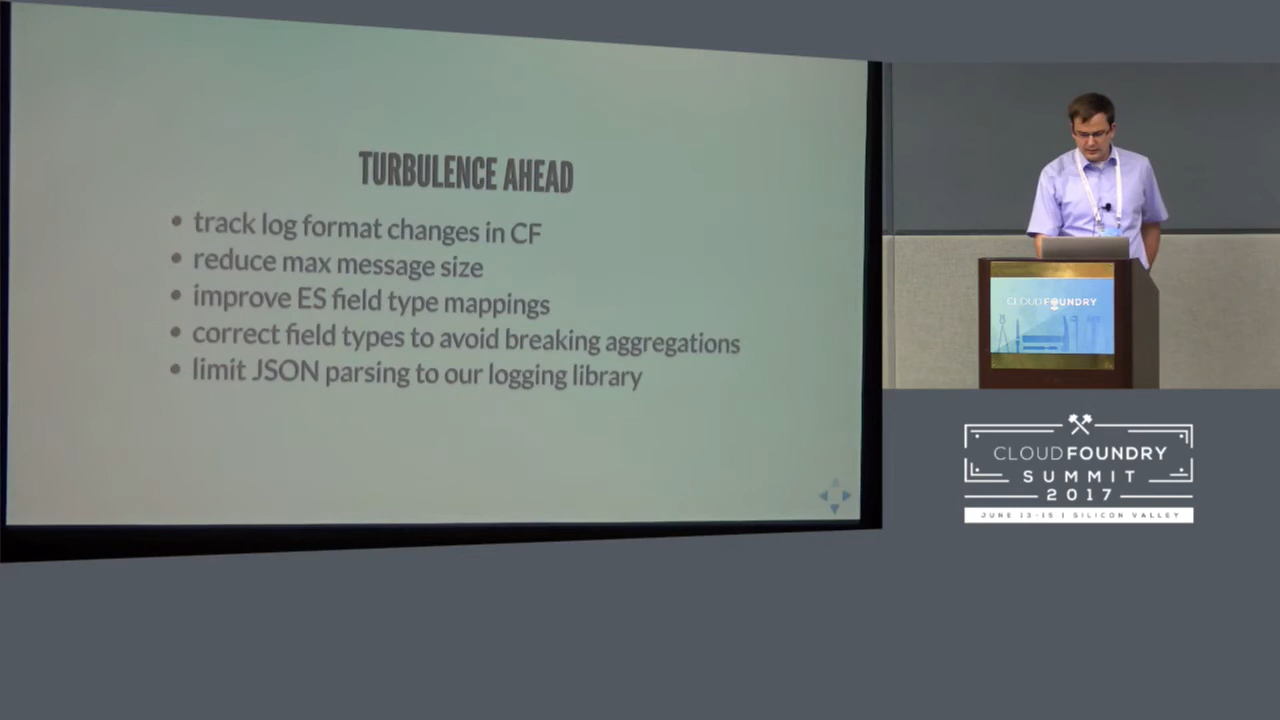 TURBULENCE AHEAD
• track log format changes in CF
• reduce max message size
• improve ES field type mappings
• correct field types to avoid breaking aggregations
• limit JSON parsing to our logging library
CLOUDFOUNDRY
CLOUDFOUNDRY
SUMMIT
2017
JUNE 13-15 | SILICON VALLEY